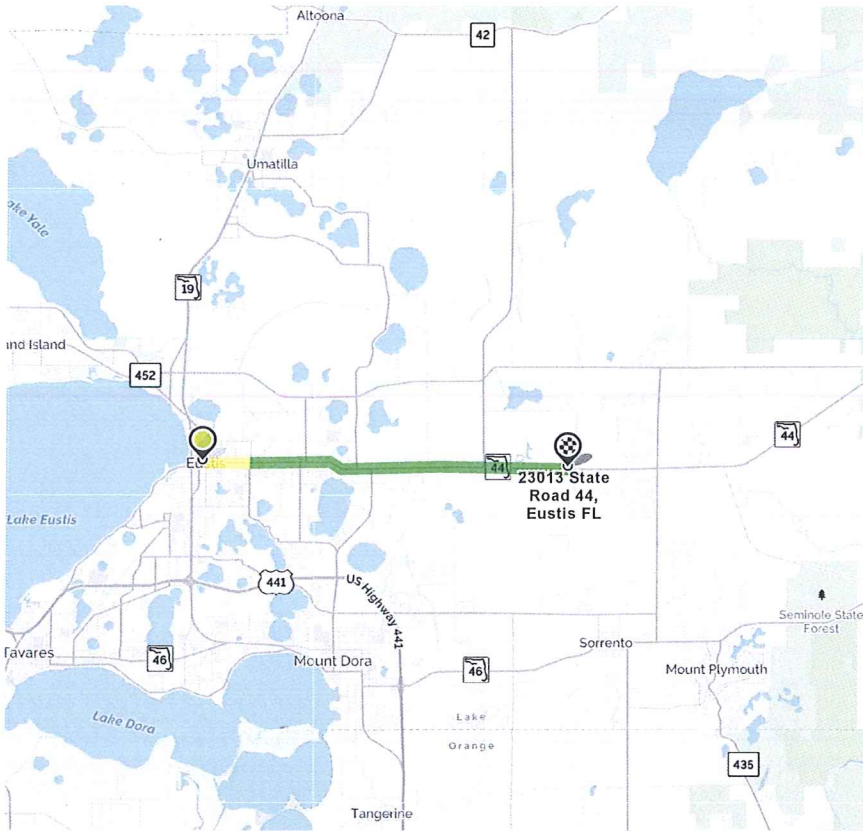 Altoona
42
Umatilla
ake Yale
19
and Island
452
44
Eustis
44
23013 State
Road 44,
Eustis FL
Lake Eustis
441
US Highway 441
Seminole State
Forest
Tavares
46
Mount Dora
46
Sorrento
Mount Plymouth
Lake Dora
Lake
Orange
435
Tangerine